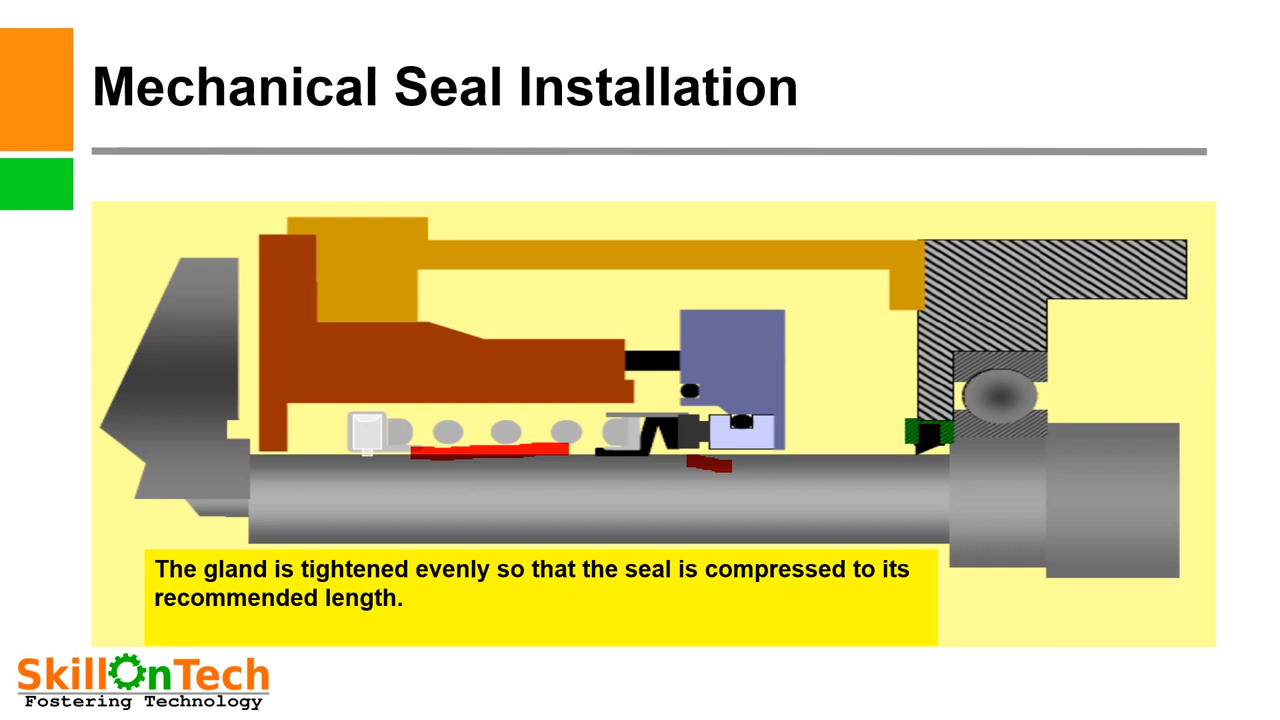 Mechanical Seal Installation
The gland is tightened evenly so that the seal is compressed to its
recommended length.
SkillOnTech
Fostering Technology